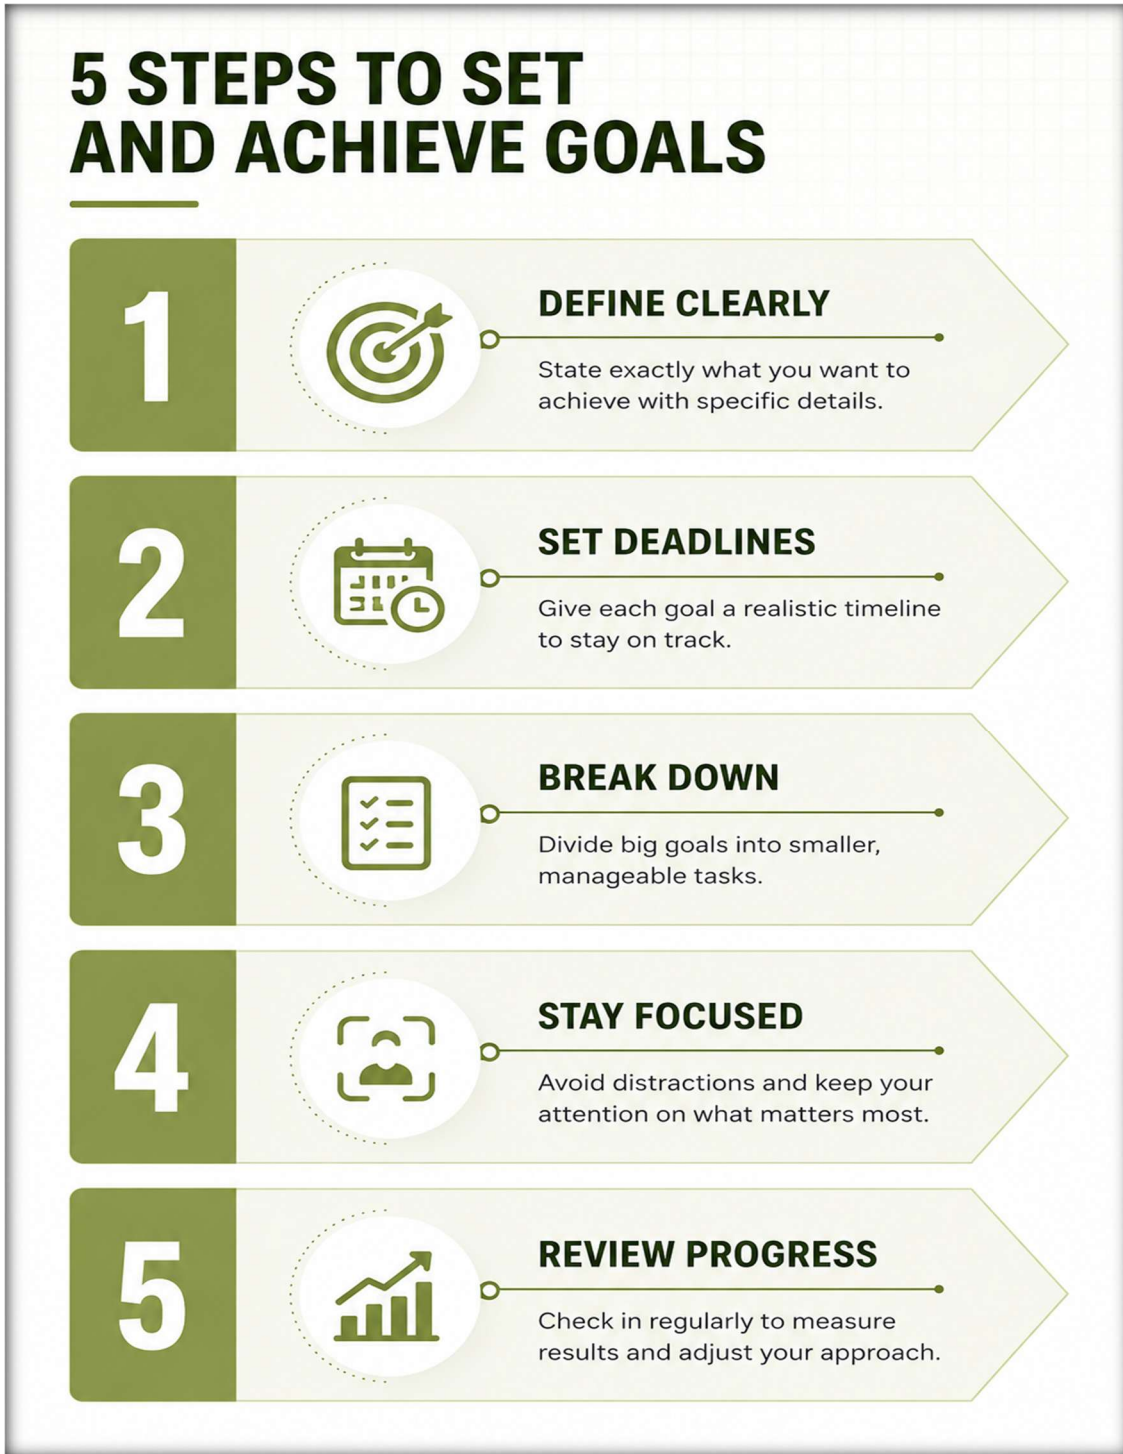 5 STEPS TO SET
AND ACHIEVE GOALS
1
DEFINE CLEARLY
State exactly what you want to
achieve with specific details.
2
SET DEADLINES
Give each goal a realistic timeline
to stay on track.
3
BREAK DOWN
Divide big goals into smaller,
manageable tasks.
4
STAY FOCUSED
Avoid distractions and keep your
attention on what matters most.
5
REVIEW PROGRESS
Check in regularly to measure
results and adjust your approach.